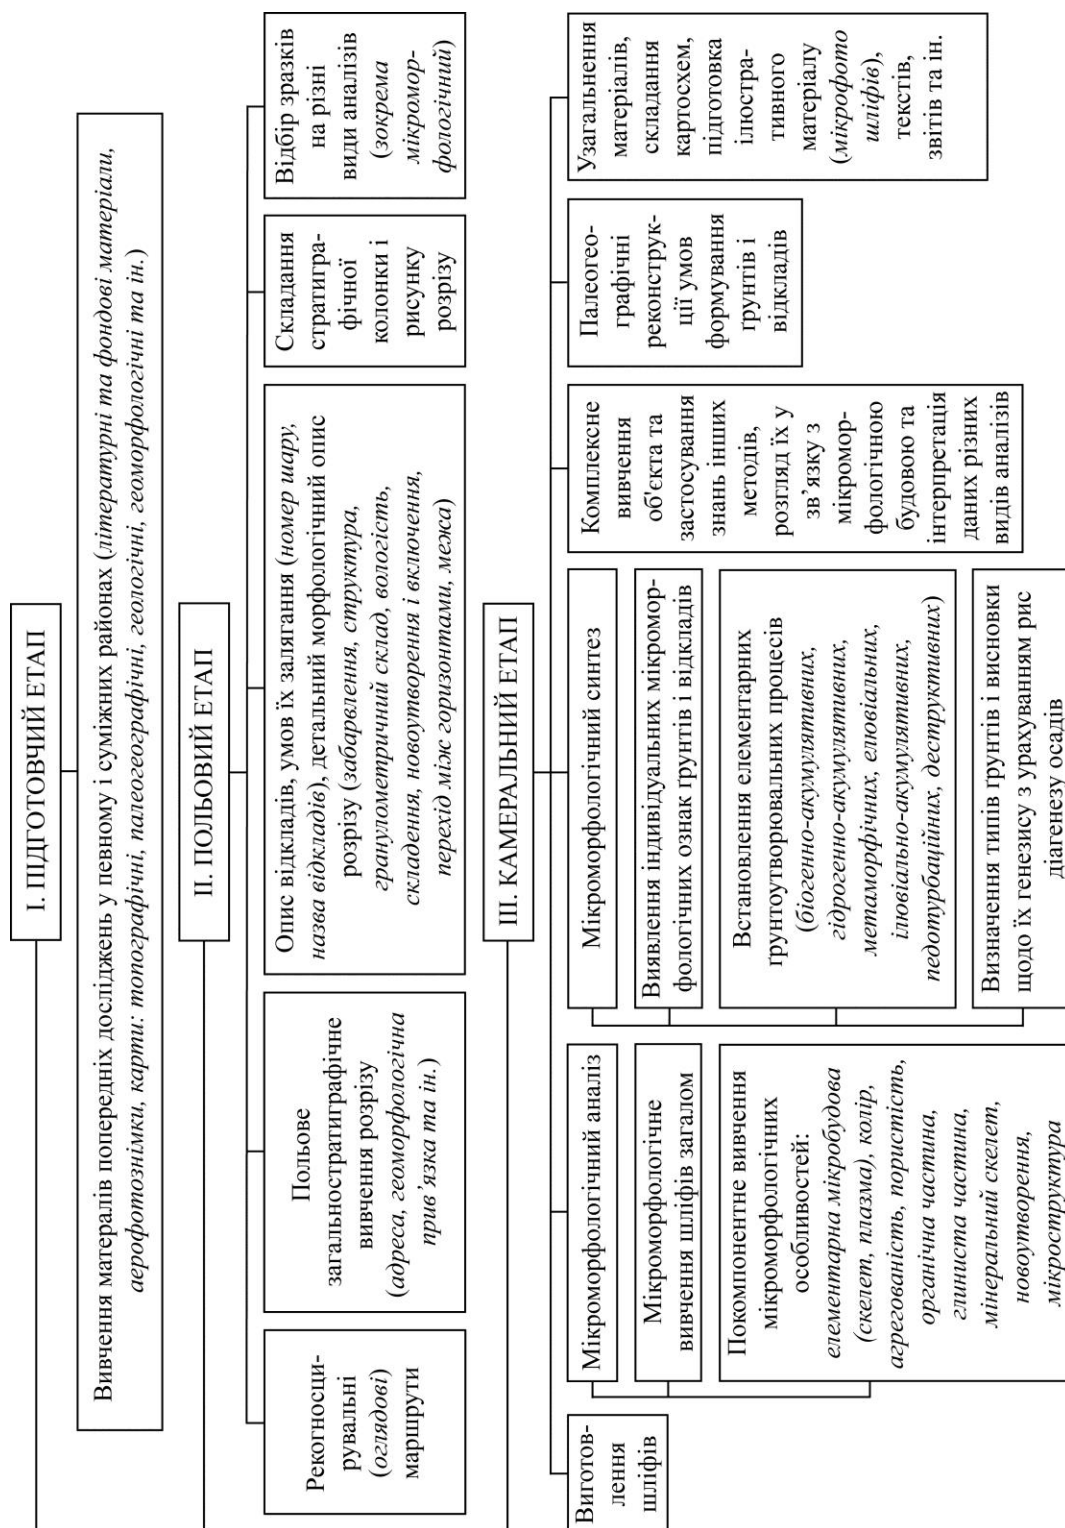 І. ПІДГОТОВЧИЙ ЕТАП
Вивчення матералів попередніх досліджень у певному і суміжних районах (літературні та фондові матеріали,
аерофотознімки, карти: топографічні, палеогеографічні, геологічні, геоморфологічні та ін.)
ІІ. ПОЛЬОВИЙ ЕТАП
Рекогносци-
рувальні
(оглядові)
маршрути
Польове
загальностратиграфічне
вивчення розрізу
(адреса, геоморфологічна
прив’язка та ін.)
Опис відкладів, умов їх залягання (номер шару,
назва відкладів), детальний морфологічний опис
розрізу (забарвлення, структура,
гранулометричний склад, вологість,
складення, новоутворення і включення,
перехід між горизонтами, межа)
Складання
стратигра-
фічної
колонки і
рисунку
розрізу
Відбір зразків
на різні
види аналізів
(зокрема
мікромор-
фологічний)
ІІІ. КАМЕРАЛЬНИЙ ЕТАП
Виготов-
лення
шліфів
Мікроморфологічний аналіз
Мікроморфологічне
вивчення шліфів загалом
Покомпонентне вивчення
мікроморфологічних
особливостей:
елементарна мікробудова
(скелет, плазма), колір,
агрегованість, пористість,
органічна частина,
глиниста частина,
мінеральний скелет,
новоутворення,
мікроструктура
Мікроморфологічний синтез
Виявлення індивідуальних мікромор-
фологічних ознак ґрунтів і відкладів
Встановлення елементарних
ґрунтоутворювальних процесів
(біогенно-акумулятивних,
гідрогенно-акумулятивних,
метаморфічних, елювіальних,
ілювіально-акумулятивних,
педотурбаційних, деструктивних)
Визначення типів ґрунтів і висновки
щодо їх генезису з урахуванням рис
діагенезу осадів
Комплексне
вивчення
об'єкта та
застосування
знань інших
методів,
розгляд їх у
зв’язку з
мікромор-
фологічною
будовою та
інтерпретація
даних різних
видів аналізів
Палеогео-
графічні
реконструк-
ції умов
формування
ґрунтів і
відкладів
Узагальнення
матеріалів,
складання
картосхем,
підготовка
ілюстра-
тивного
матеріалу
(мікрофото
шліфів),
текстів,
звітів та ін.